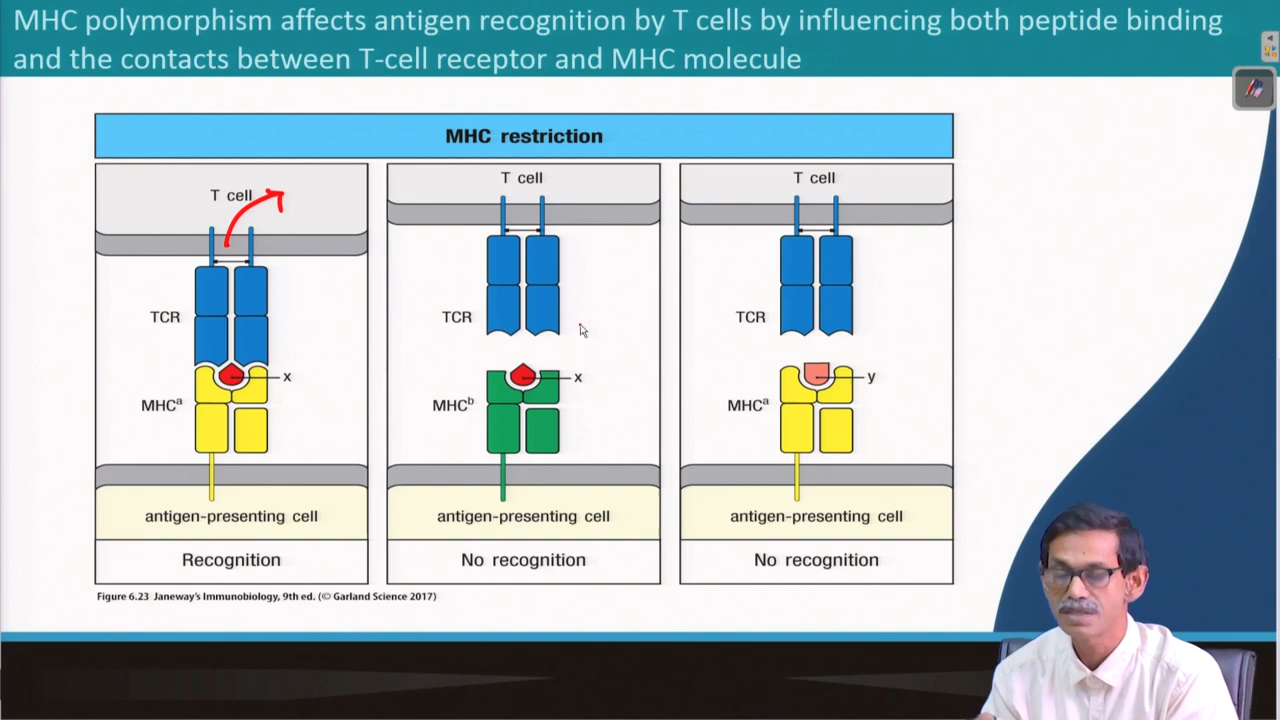 MHC polymorphism affects antigen recognition by T cells by influencing both peptide binding
and the contacts between T-cell receptor and MHC molecule
MHC restriction
T cell
TCR
x
MHCa
antigen-presenting cell
Recognition
T cell
TCR
x
MHCb
antigen-presenting cell
No recognition
T cell
TCR
y
MHCa
antigen-presenting cell
No recognition
Figure 6.23 Janeway's Immunobiology, 9th ed. (© Garland Science 2017)